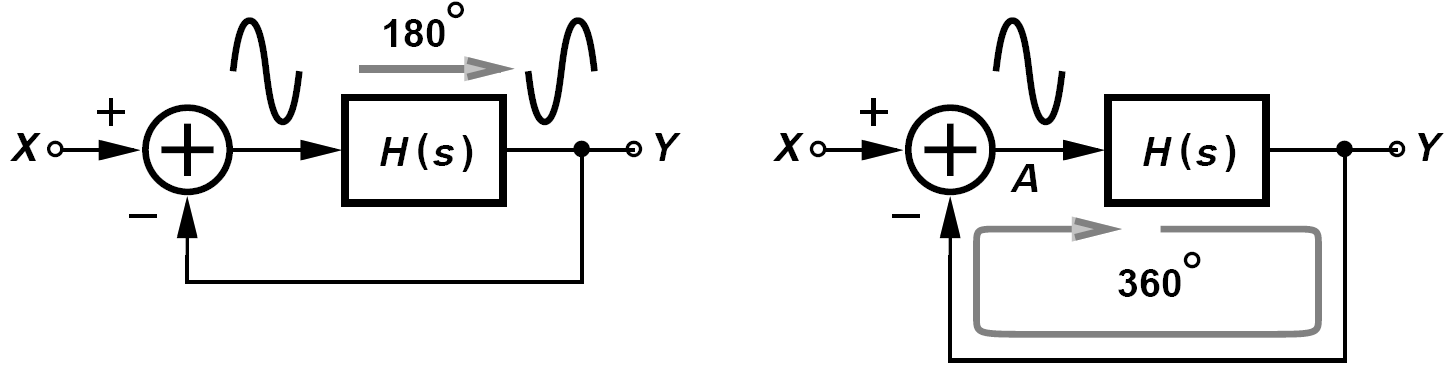 180°
X + + − H(s) Y
X + + − A H(s) Y
360°